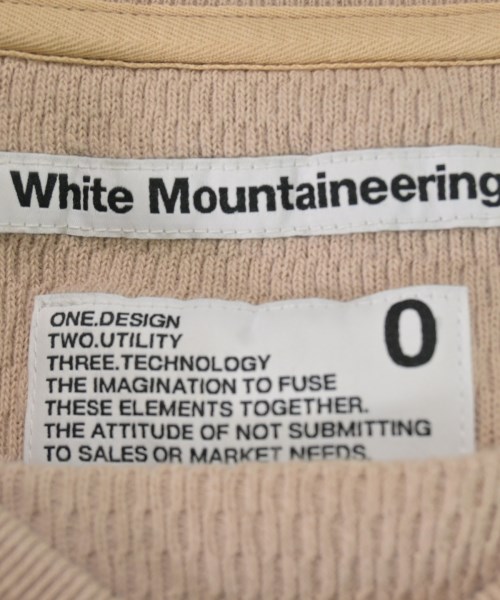 White Mountaineering
0
ONE.DESIGN
TWO.UTILITY
THREE.TECHNOLOGY
THE IMAGINATION TO FUSE
THESE ELEMENTS TOGETHER.
THE ATTITUDE OF NOT SUBMITTING
TO SALES OR MARKET NEEDS.